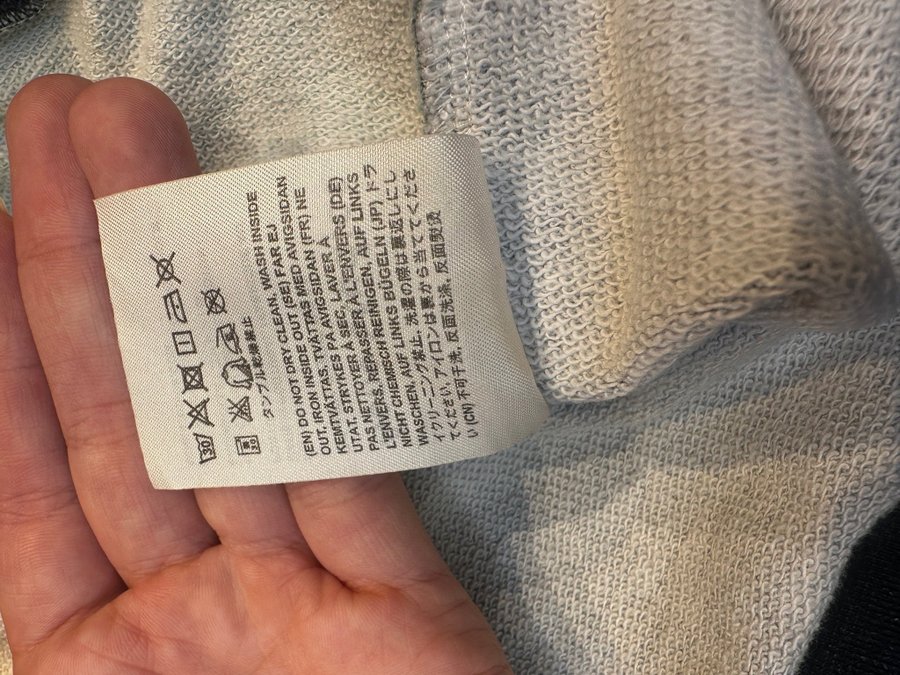 30
タンブル乾燥禁止
(EN) DO NOT DRY CLEAN. WASH INSIDE
OUT. IRON INSIDE OUT (SE) FÅR EJ
KEMTVÄTTAS. TVÄTTAS MED AVIGSIDAN
UTÅT. STRYKES PÅ AVIGSIDAN (FR) NE
PAS NETTOYER À SEC, LAVER À
L'ENVERS, REPASSER À L'ENVERS (DE)
NICHT CHEMISCH REINIGEN, AUF LINKS
WASCHEN, AUF LINKS BÜGELN (JP) ドラ
イクリーニング禁止, 洗濯の際は裏返しにし
てください, アイロンは裏から当ててくださ
い (CN) 不可干洗, 反面洗涤, 反面熨烫